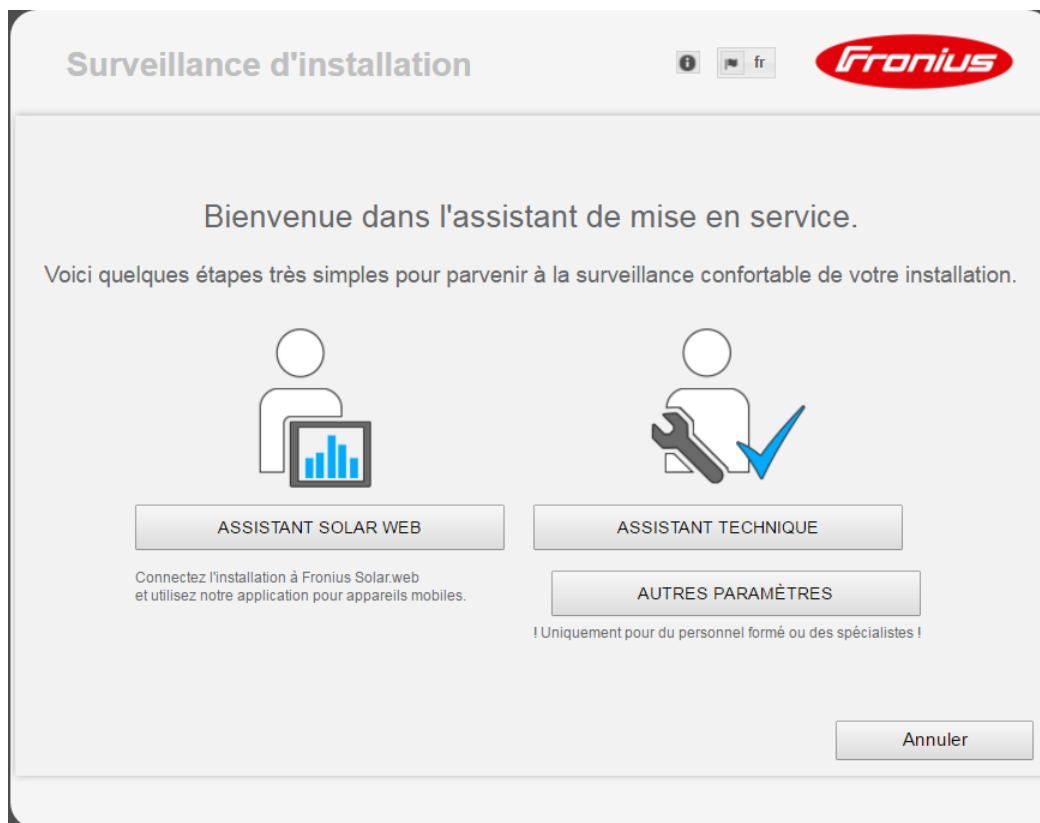 Surveillance d'installation
fr
Fronius
Bienvenue dans l'assistant de mise en service.
Voici quelques étapes très simples pour parvenir à la surveillance confortable de votre installation.
ASSISTANT SOLAR WEB
Connectez l'installation à Fronius Solar.web
et utilisez notre application pour appareils mobiles.
ASSISTANT TECHNIQUE
AUTRES PARAMÈTRES
! Uniquement pour du personnel formé ou des spécialistes !
Annuler